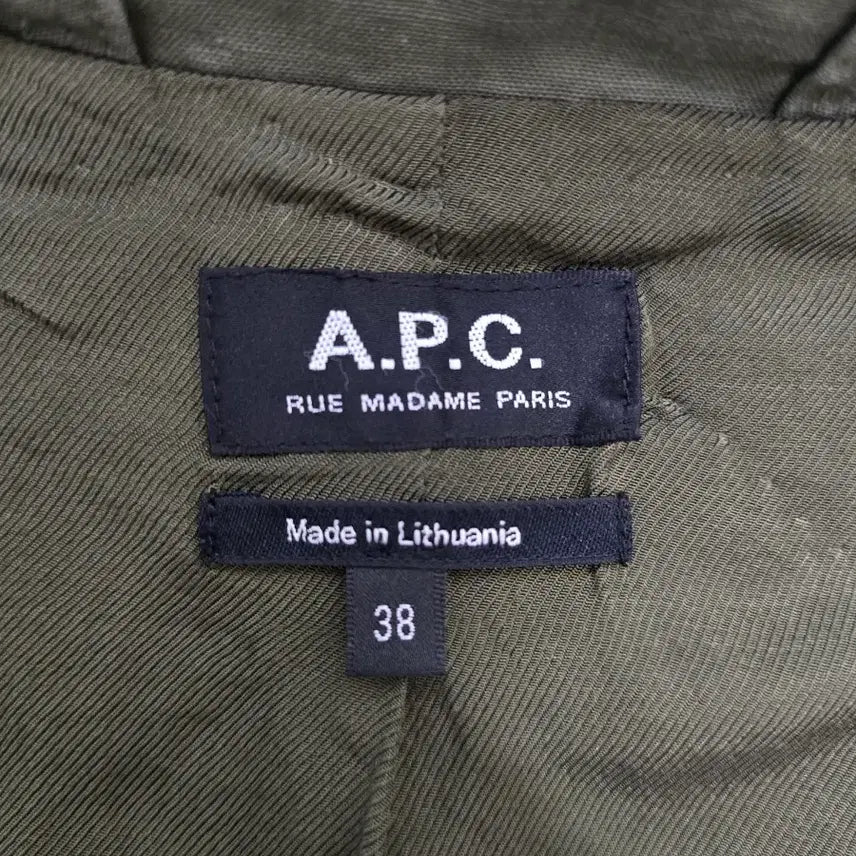 A.P.C.
RUE MADAME PARIS
Made in Lithuania
38